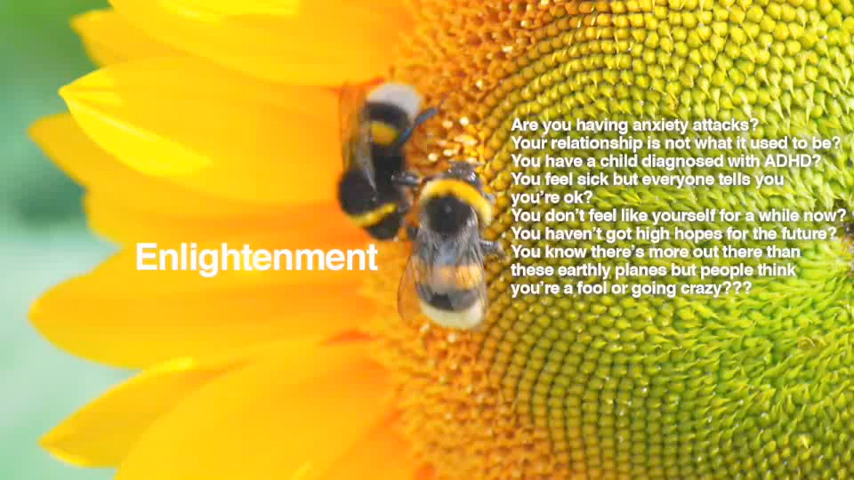 Enlightenment
Are you having anxiety attacks?
Your relationship is not what it used to be?
You have a child diagnosed with ADHD?
You feel sick but everyone tells you
you're ok?
You don't feel like yourself for a while now?
You haven't got high hopes for the future?
You know there's more out there than
these earthly planes but people think
you're a fool or going crazy???